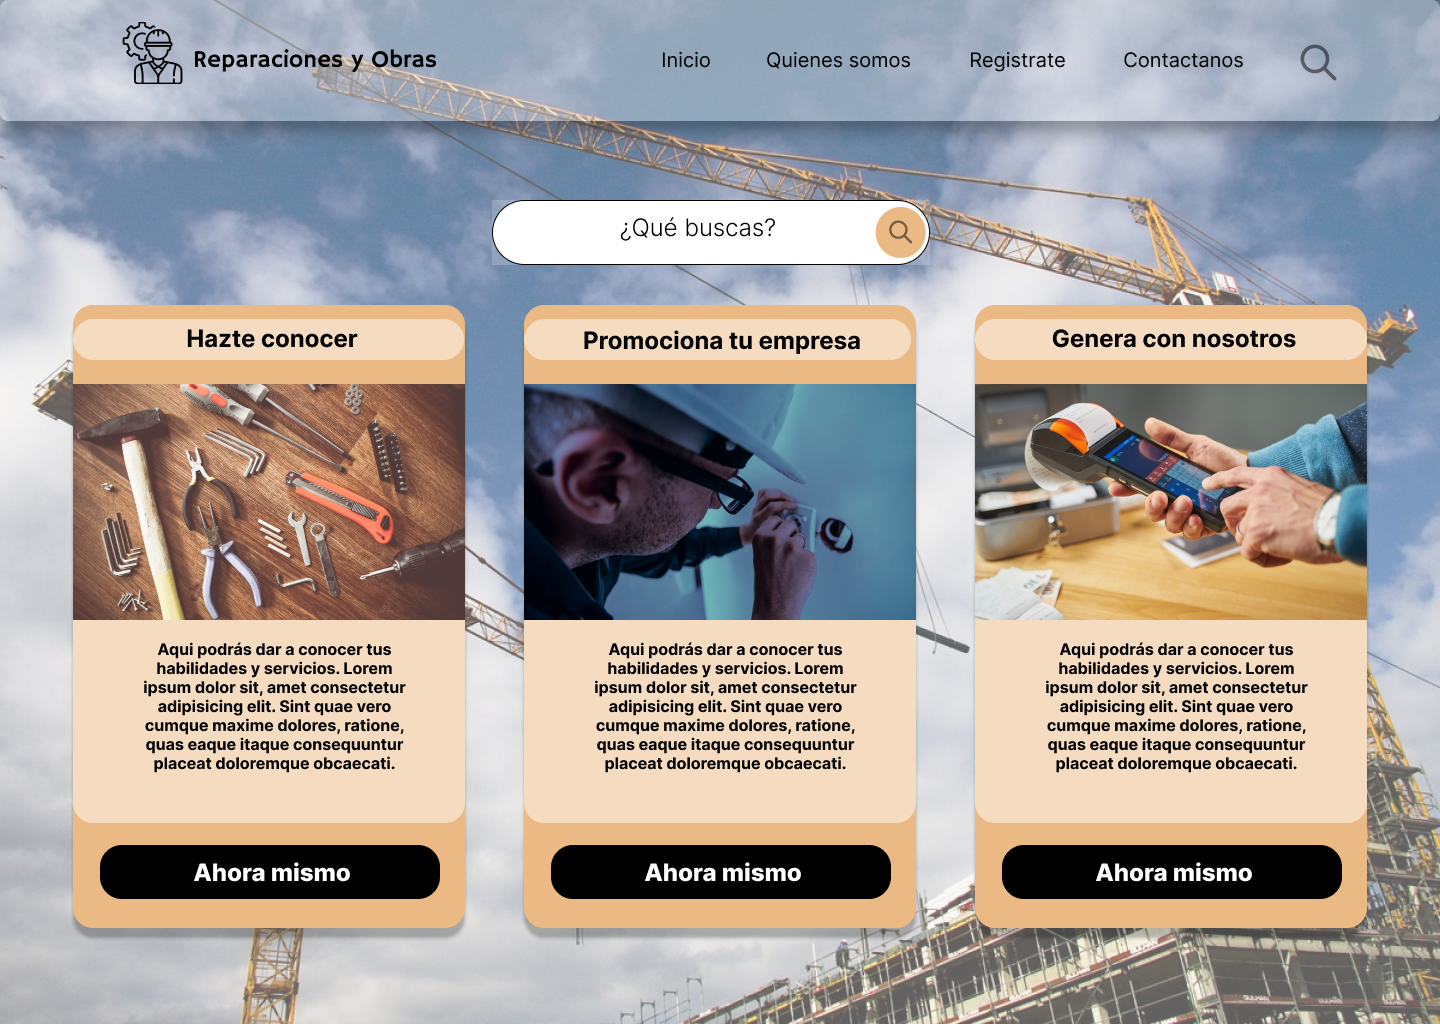 Reparaciones y Obras
Inicio
Quienes somos
Registrate
Contactanos
¿Qué buscas?
Hazte conocer
Promociona tu empresa
Genera con nosotros
Aqui podrás dar a conocer tus
habilidades y servicios. Lorem
ipsum dolor sit, amet consectetur
adipisicing elit. Sint quae vero
cumque maxime dolores, ratione,
quas eaque itaque consequuntur
placeat doloremque obcaecati.
Aqui podrás dar a conocer tus
habilidades y servicios. Lorem
ipsum dolor sit, amet consectetur
adipisicing elit. Sint quae vero
cumque maxime dolores, ratione,
quas eaque itaque consequuntur
placeat doloremque obcaecati.
Aqui podrás dar a conocer tus
habilidades y servicios. Lorem
ipsum dolor sit, amet consectetur
adipisicing elit. Sint quae vero
cumque maxime dolores, ratione,
quas eaque itaque consequuntur
placeat doloremque obcaecati.
Ahora mismo
Ahora mismo
Ahora mismo